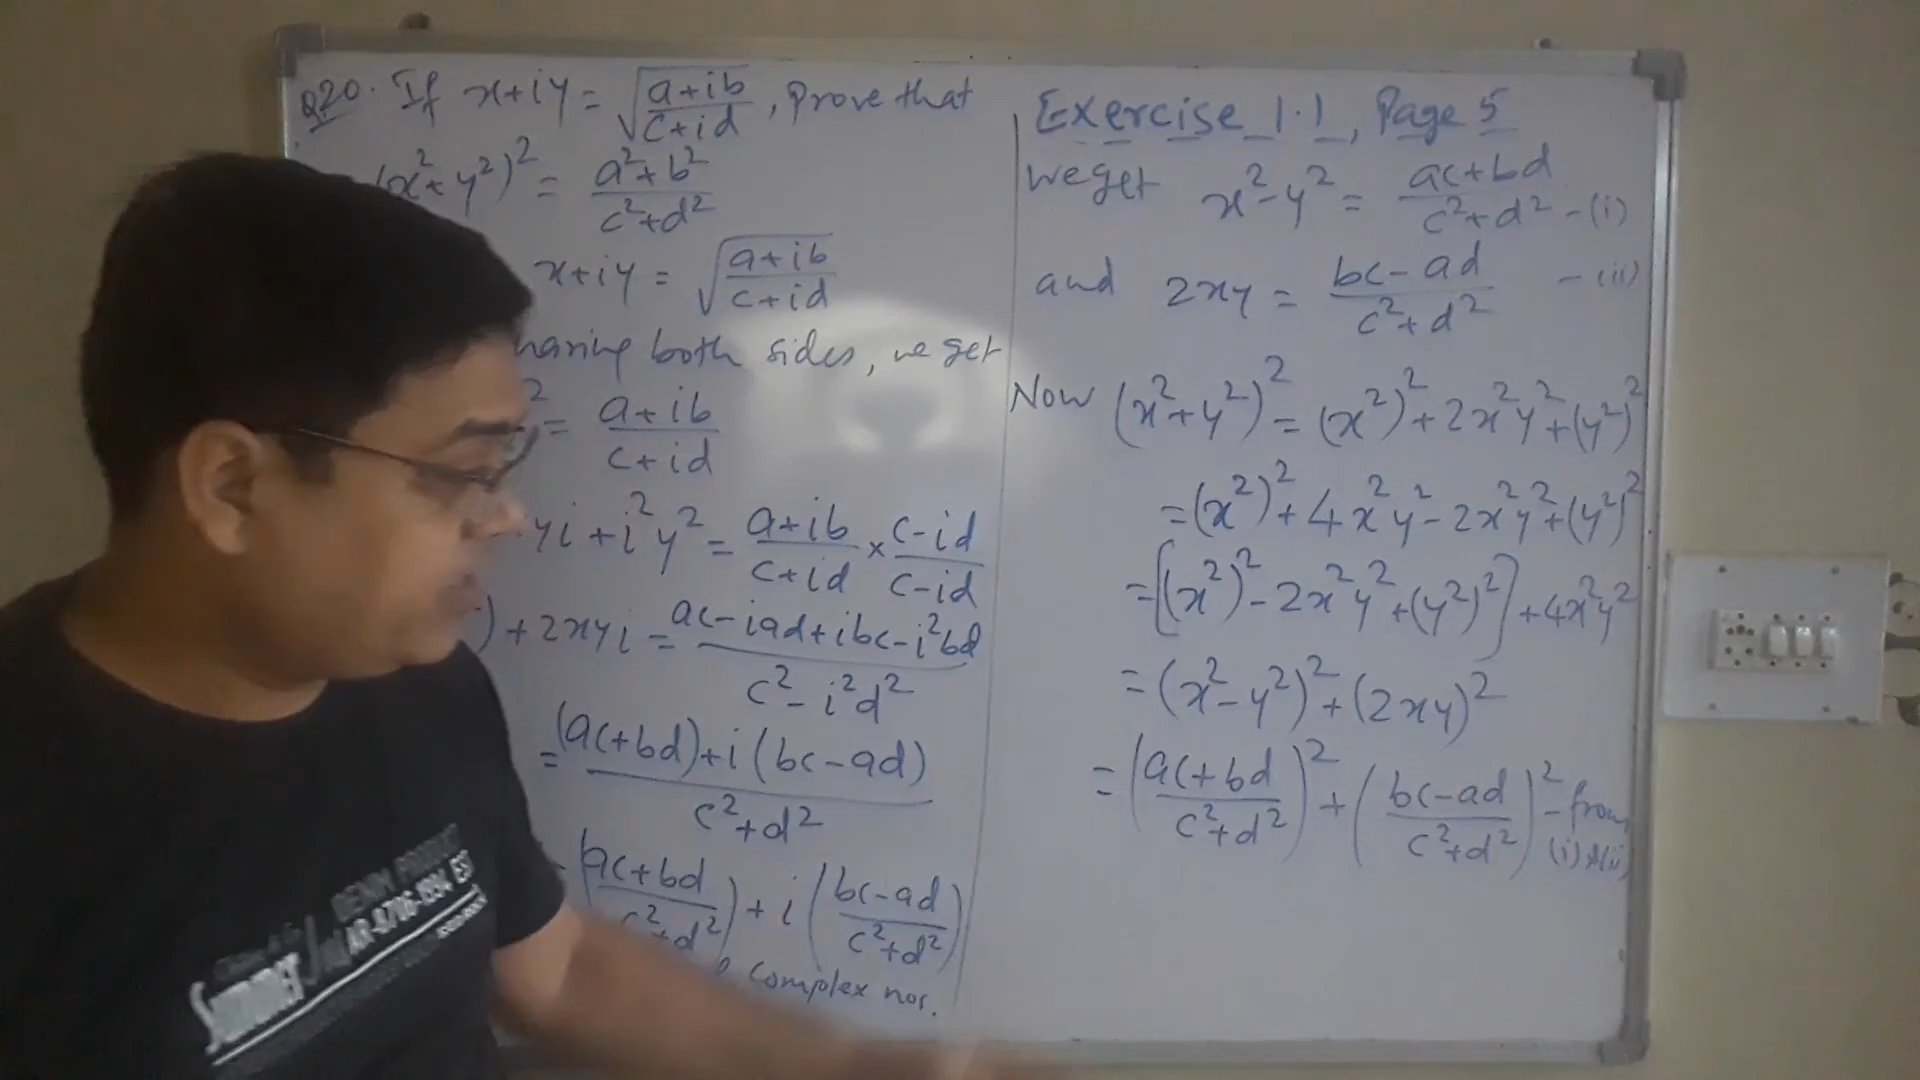 Q20. If x+iy = √(a+ib / c+id), Prove that
(x²+y²)² = a²+b² / c²+d²
x+iy = √(a+ib / c+id)
both sides, we get
² = a+ib / c+id
yi + i²y² = a+ib / c+id × c-id / c-id
) + 2xyi = ac-iad+ibc-i²bd / c²-i²d²
= (ac+bd)+i(bc-ad) / c²+d²
= (ac+bd / c²+d²) + i (bc-ad / c²+d²)
complex nos.
Exercise 1.1, Page 5
we get x²-y² = ac+bd / c²+d² -(i)
and 2xy = bc-ad / c²+d² -(ii)
Now (x²+y²)² = (x²)²+2x²y²+(y²)²
= (x²)²+4x²y²-2x²y²+(y²)²
= [(x²)²-2x²y²+(y²)²]+4x²y²
= (x²-y²)²+(2xy)²
= (ac+bd / c²+d²)² + (bc-ad / c²+d²)² - from (i) & (ii)
DENIM
AR-8706-1994 EST